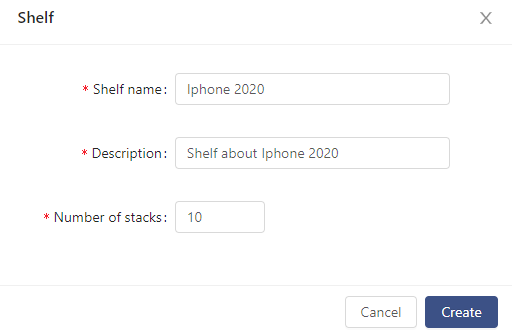 Shelf
* Shelf name: Iphone 2020
* Description: Shelf about Iphone 2020
* Number of stacks: 10
Cancel Create